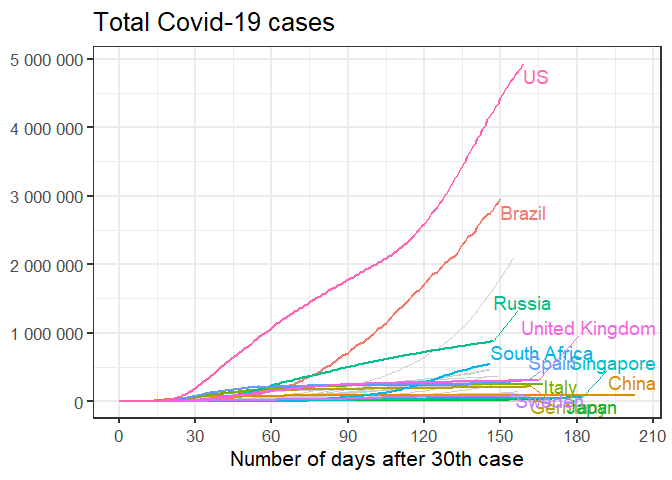 Total Covid-19 cases
5 000 000
4 000 000
3 000 000
2 000 000
1 000 000
0
US
Brazil
Russia
United Kingdom
South Africa
Spain
Singapore
China
Italy
Sweden
Germany
Japan
0 30 60 90 120 150 180 210
Number of days after 30th case